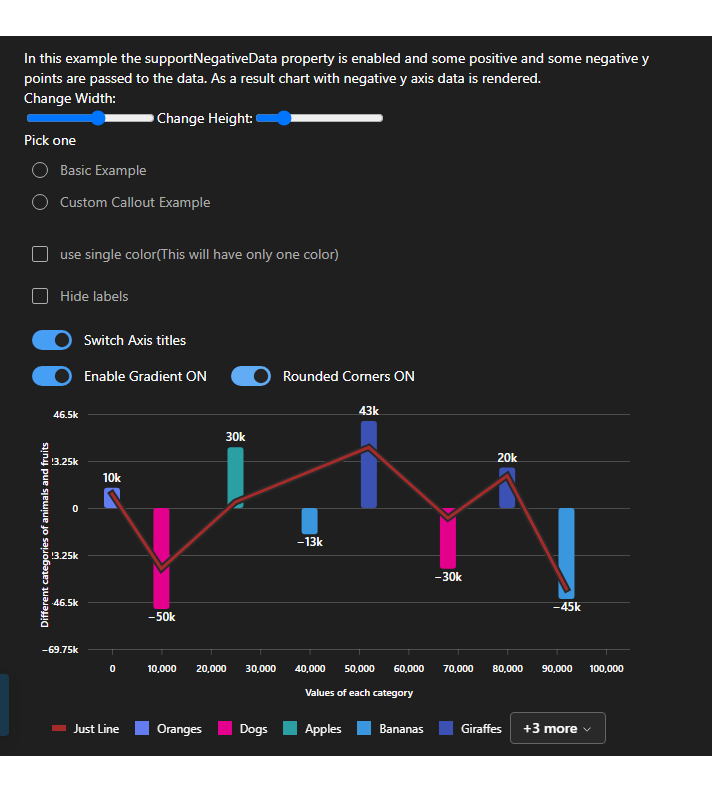 In this example the supportNegativeData property is enabled and some positive and some negative y
points are passed to the data. As a result chart with negative y axis data is rendered.
Change Width:
Change Height:
Pick one
Basic Example
Custom Callout Example
use single color(This will have only one color)
Hide labels
Switch Axis titles
Enable Gradient ON
Rounded Corners ON
Different categories of animals and fruits
46.5k
3.25k
0
3.25k
-46.5k
−69.75k
10k
−50k
30k
−13k
43k
−30k
20k
−45k
0 10,000 20,000 30,000 40,000 50,000 60,000 70,000 80,000 90,000 100,000
Values of each category
Just Line Oranges Dogs Apples Bananas Giraffes +3 more